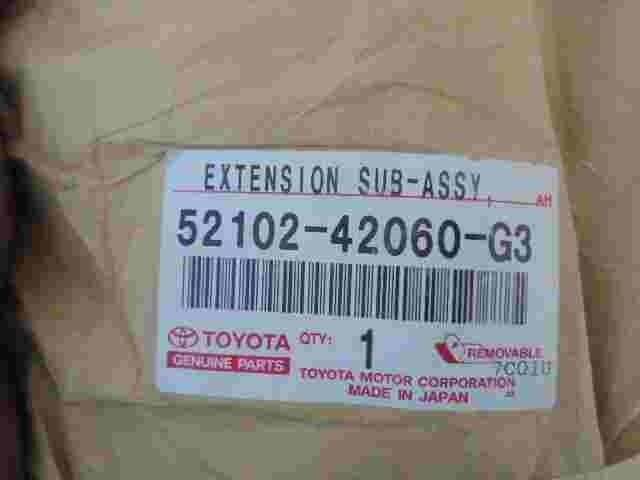 EXTENSION SUB-ASSY,
AH
52102-42060-G3
TOYOTA QTY: 1
GENUINE PARTS
REMOVABLE
7C01U
TOYOTA MOTOR CORPORATION
MADE IN JAPAN